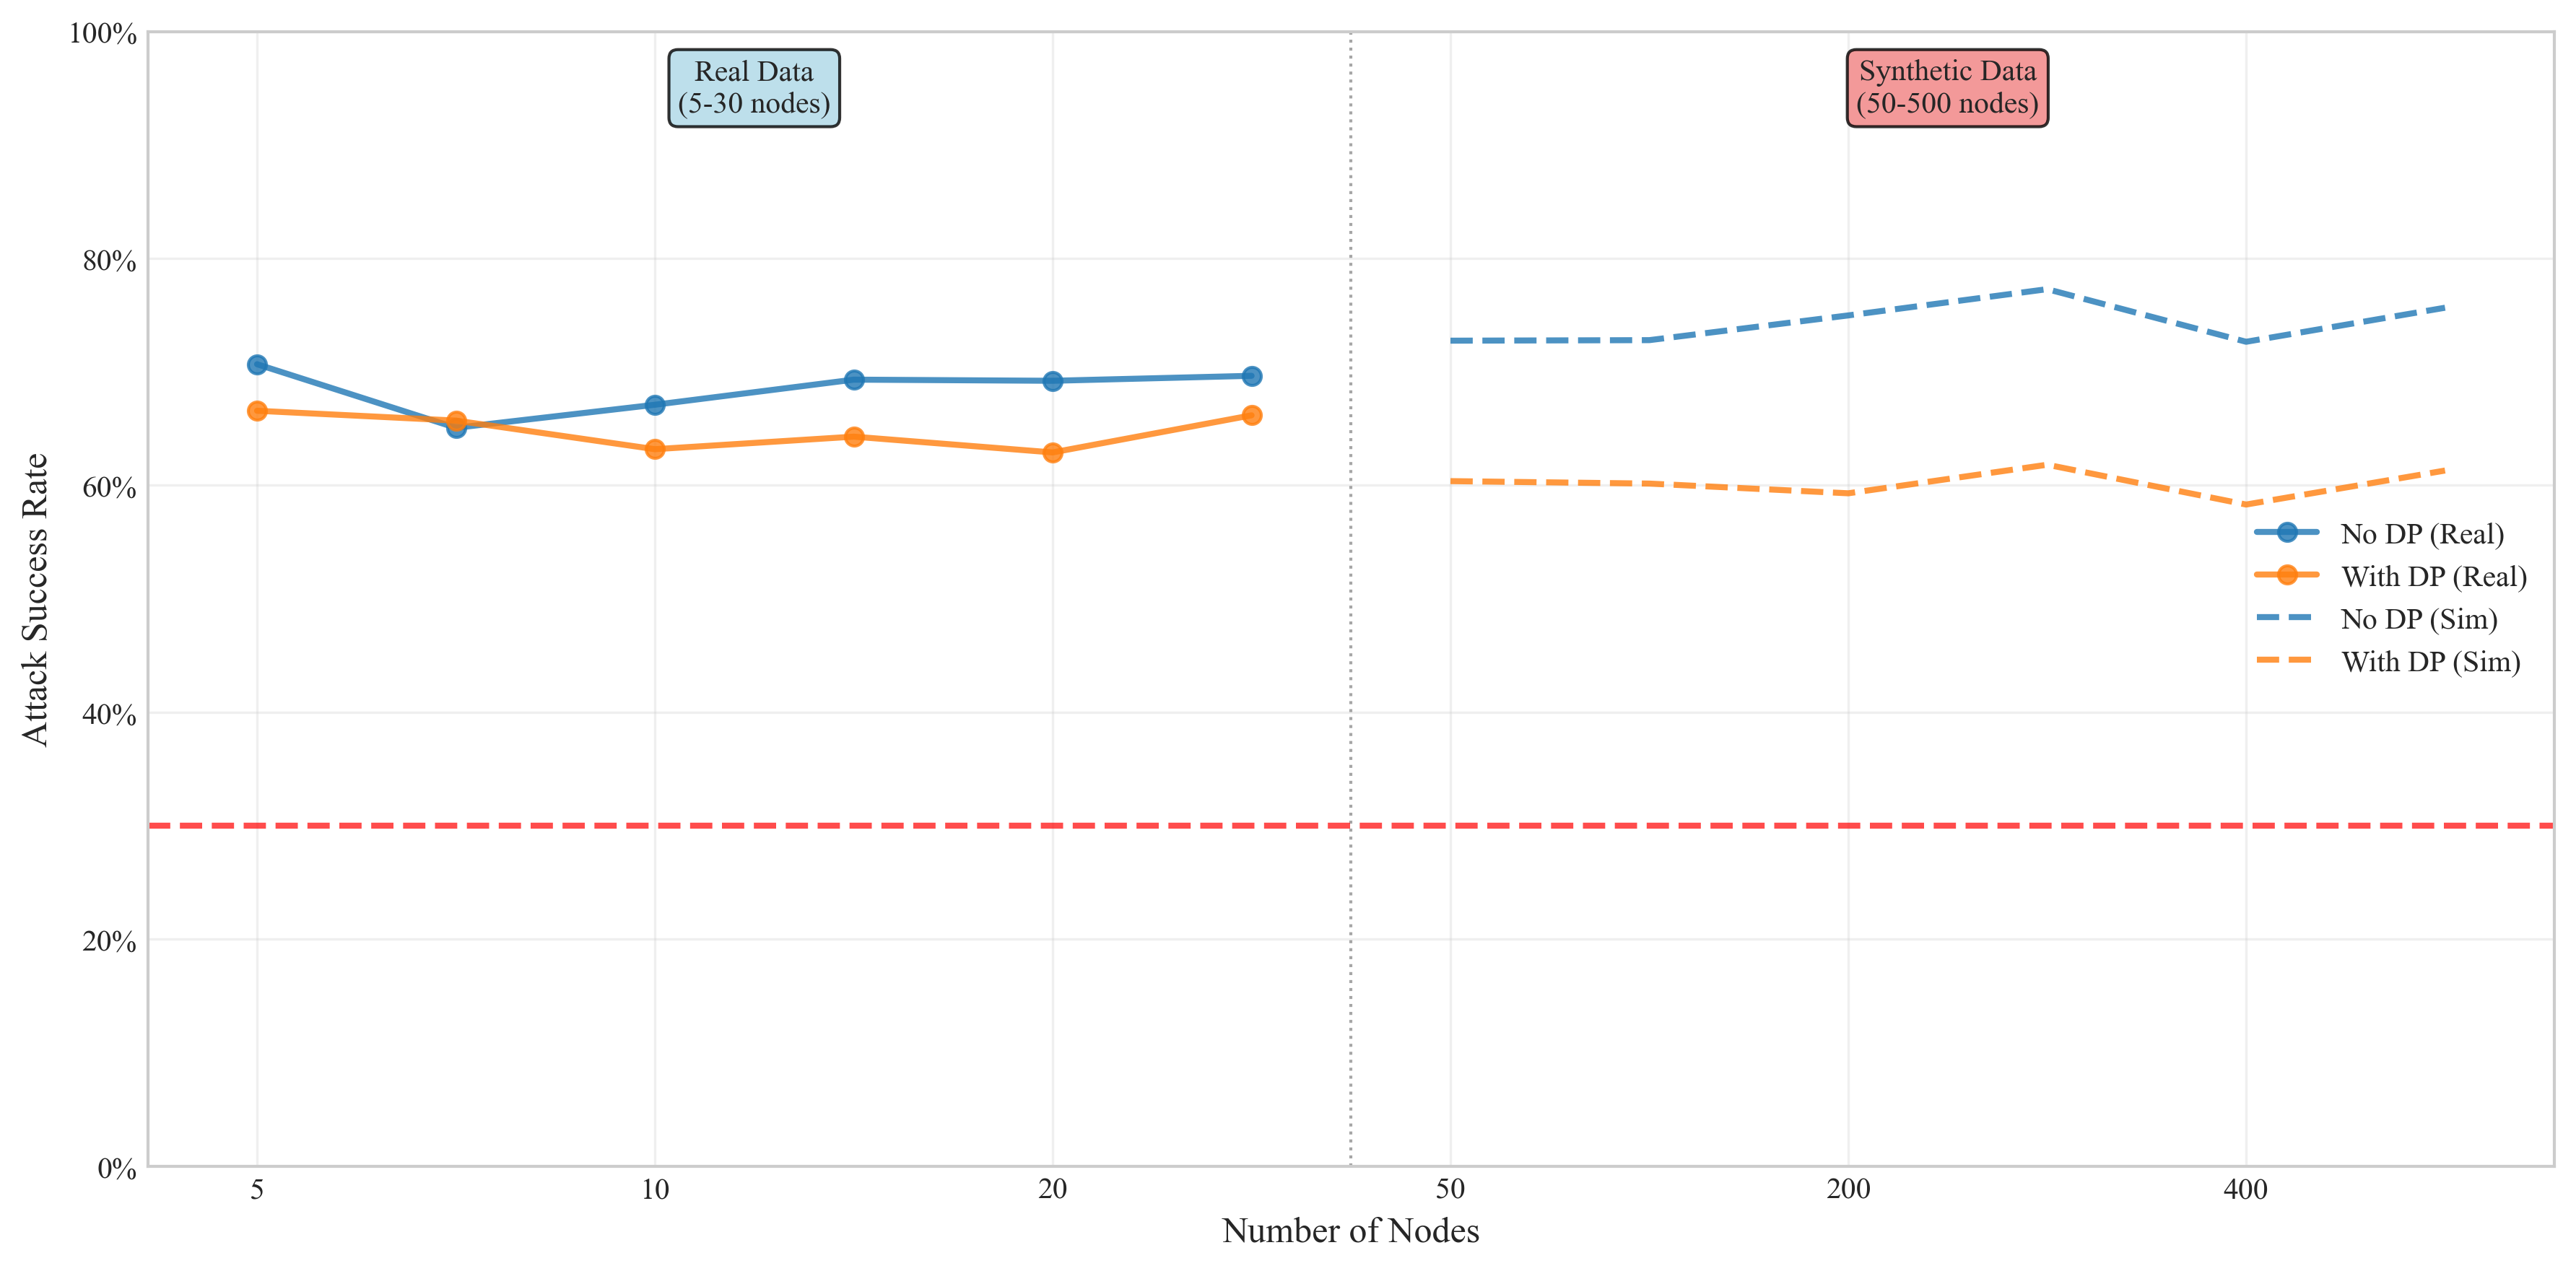 100%
80%
60%
40%
20%
0%
Attack Success Rate
Real Data
(5-30 nodes)
Synthetic Data
(50-500 nodes)
No DP (Real)
With DP (Real)
No DP (Sim)
With DP (Sim)
5
10
20
50
200
400
Number of Nodes